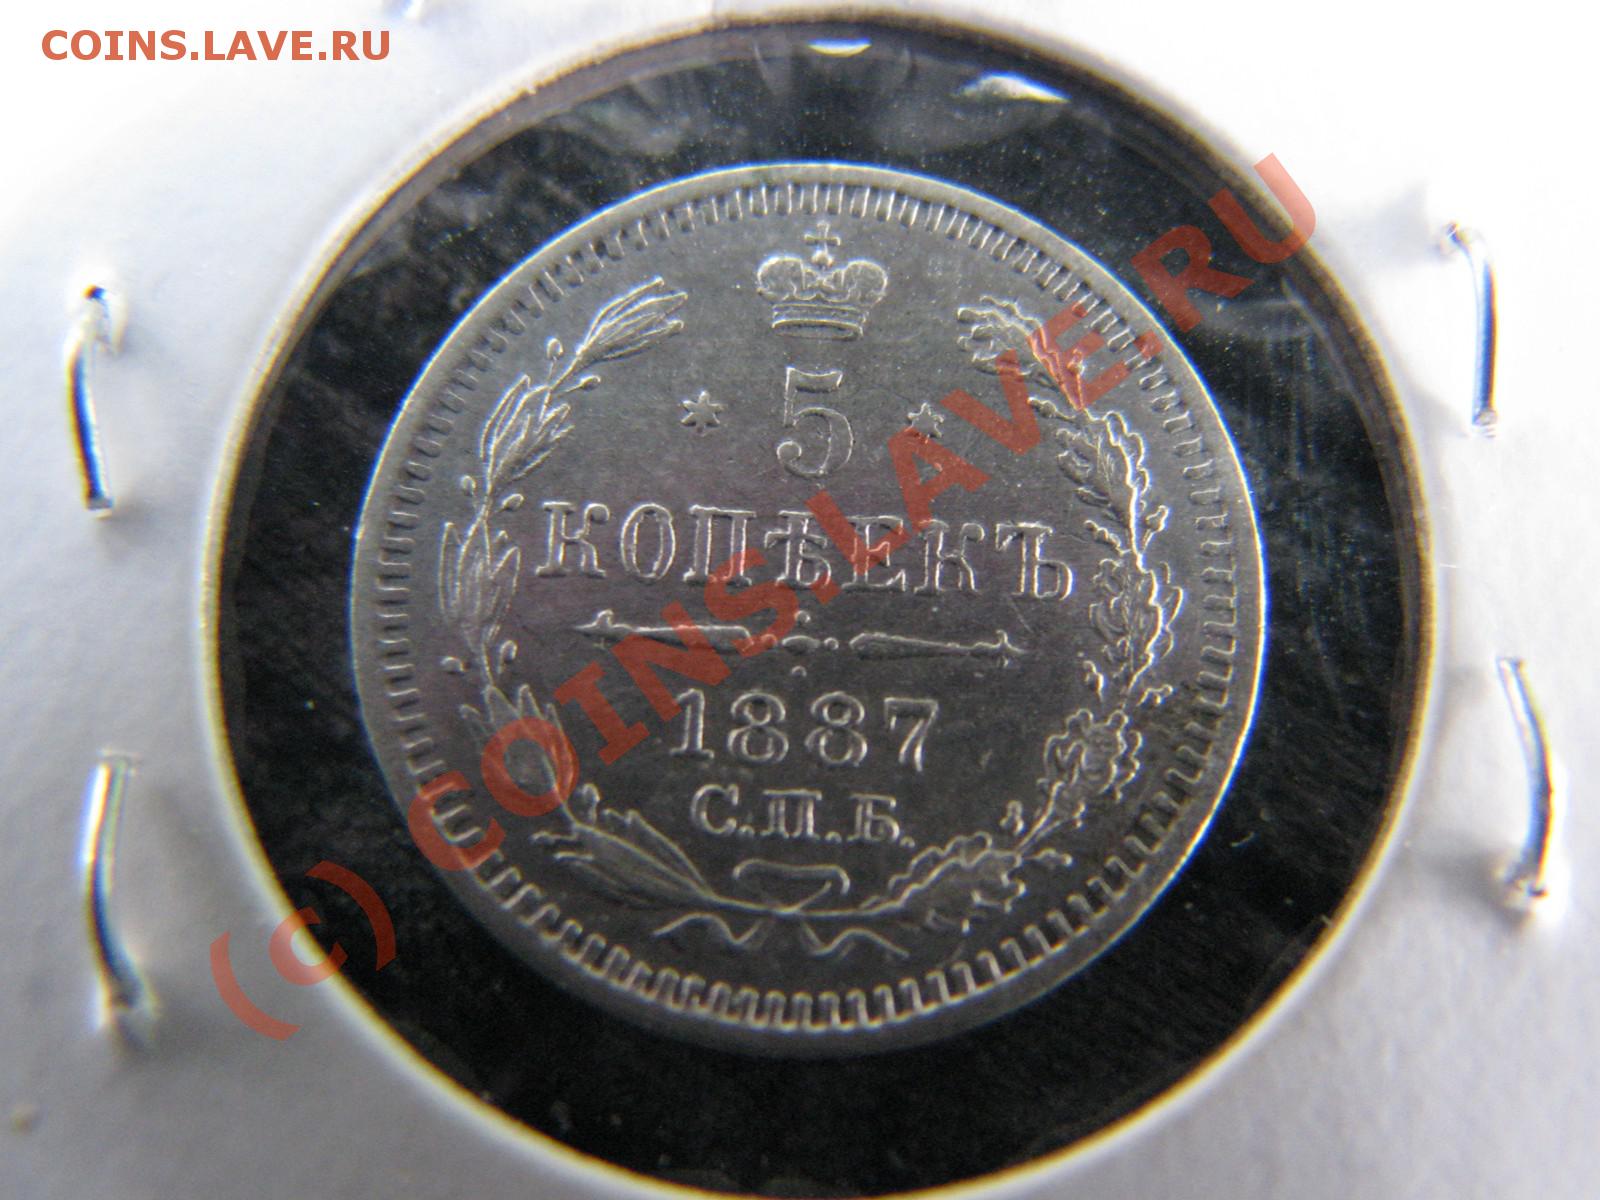 COINS.LAVE.RU
5
КОПѢЕКЪ
1887
С.П.Б.
(c) COINS.LAVE.RU